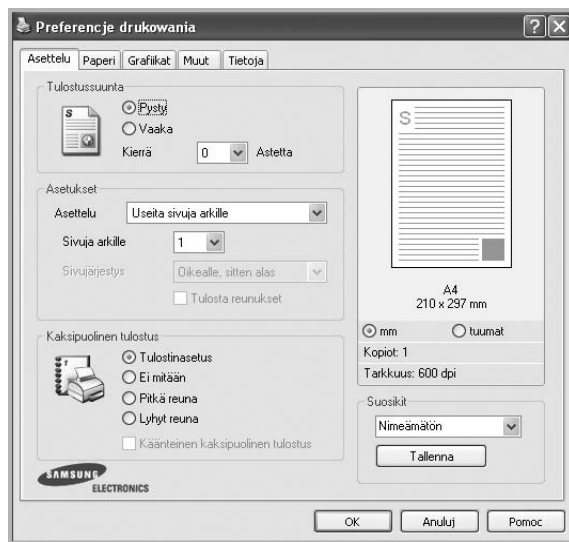 Preferencje drukowania
Asettelu Paperi Grafiikat Muut Tietoja
Tulostussuunta
S
Pysty
Vaaka
Kierrä 0 Astetta
Asetukset
Asettelu Useita sivuja arkille
Sivuja arkille 1
Sivujärjestys Oikealle, sitten alas
Tulosta reunukset
Kaksipuolinen tulostus
Tulostinasetus
Ei mitään
Pitkä reuna
Lyhyt reuna
Käänteinen kaksipuolinen tulostus
SAMSUNG
ELECTRONICS
S
A4
210 x 297 mm
mm tuumat
Kopiot: 1
Tarkkuus: 600 dpi
Suosikit
Nimeämätön
Tallenna
OK Anuluj Pomoc